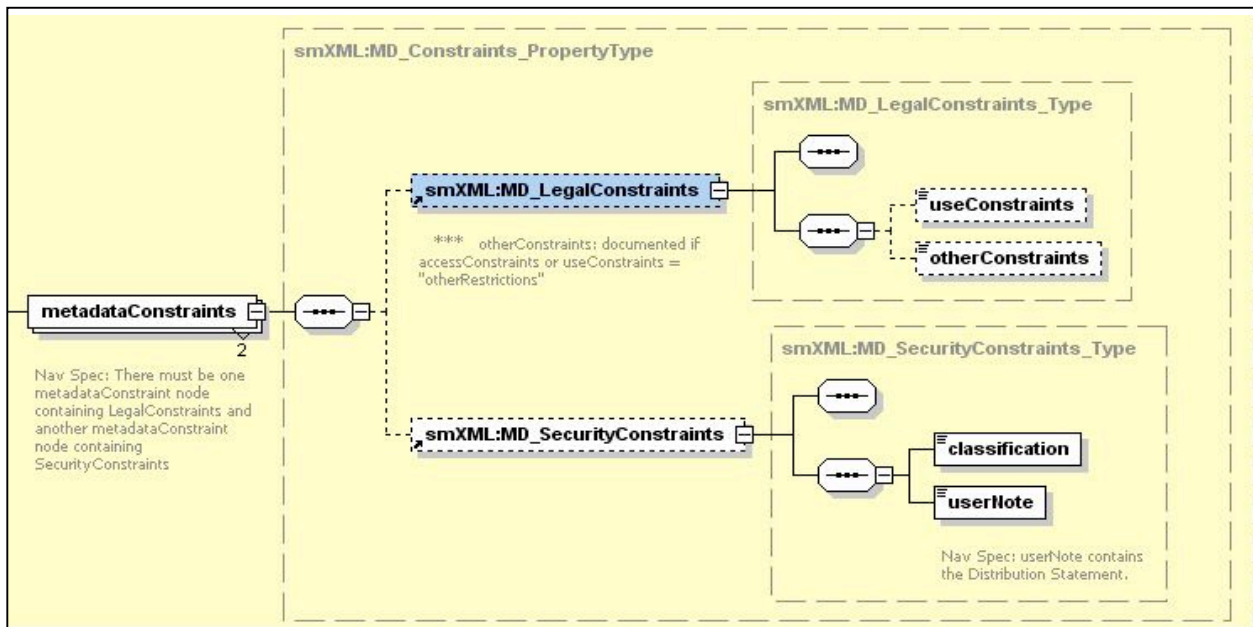 smXML:MD_Constraints_PropertyType
smXML:MD_LegalConstraints_Type
smXML:MD_LegalConstraints
useConstraints
otherConstraints
*** otherConstraints: documented if
accessConstraints or useConstraints =
"otherRestrictions"
metadataConstraints
2
Nav Spec: There must be one
metadataConstraint node
containing LegalConstraints and
another metadataConstraint
node containing
SecurityConstraints
smXML:MD_SecurityConstraints_Type
smXML:MD_SecurityConstraints
classification
userNote
Nav Spec: userNote contains
the Distribution Statement.